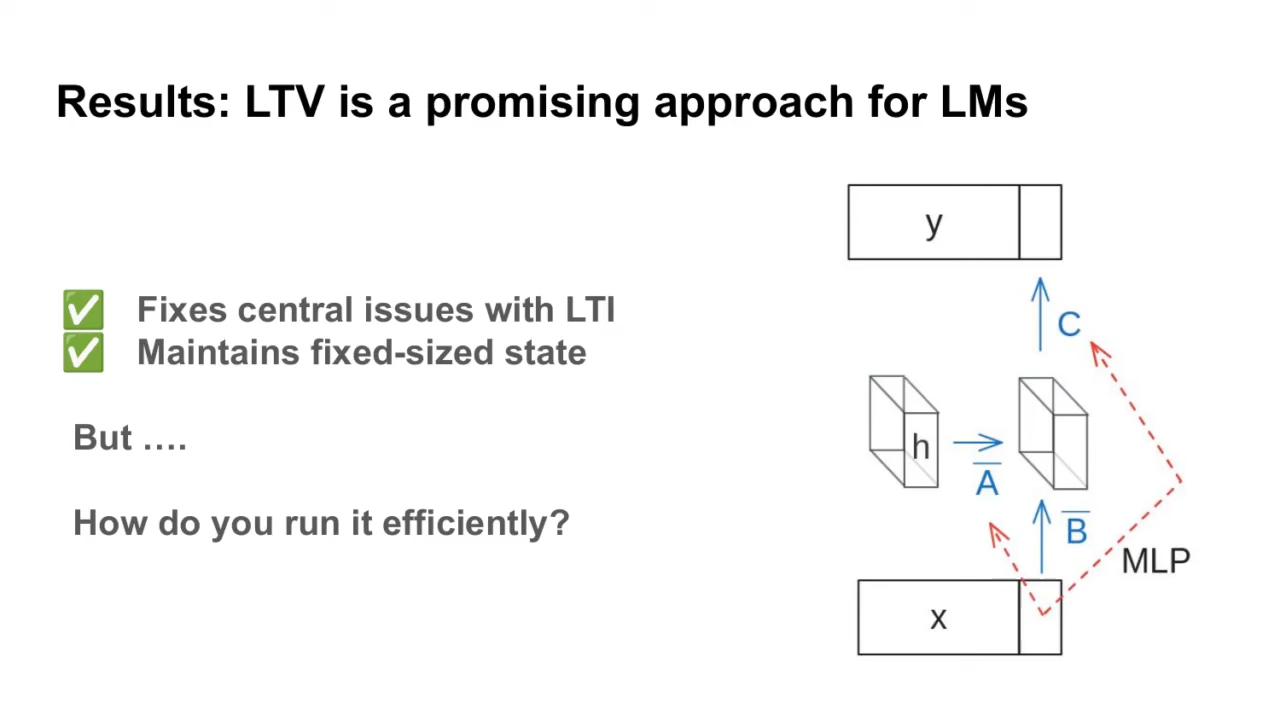 Results: LTV is a promising approach for LMs
✅ Fixes central issues with LTI
✅ Maintains fixed-sized state
But ....
How do you run it efficiently?
y
C
h
A̅
B̅
MLP
x